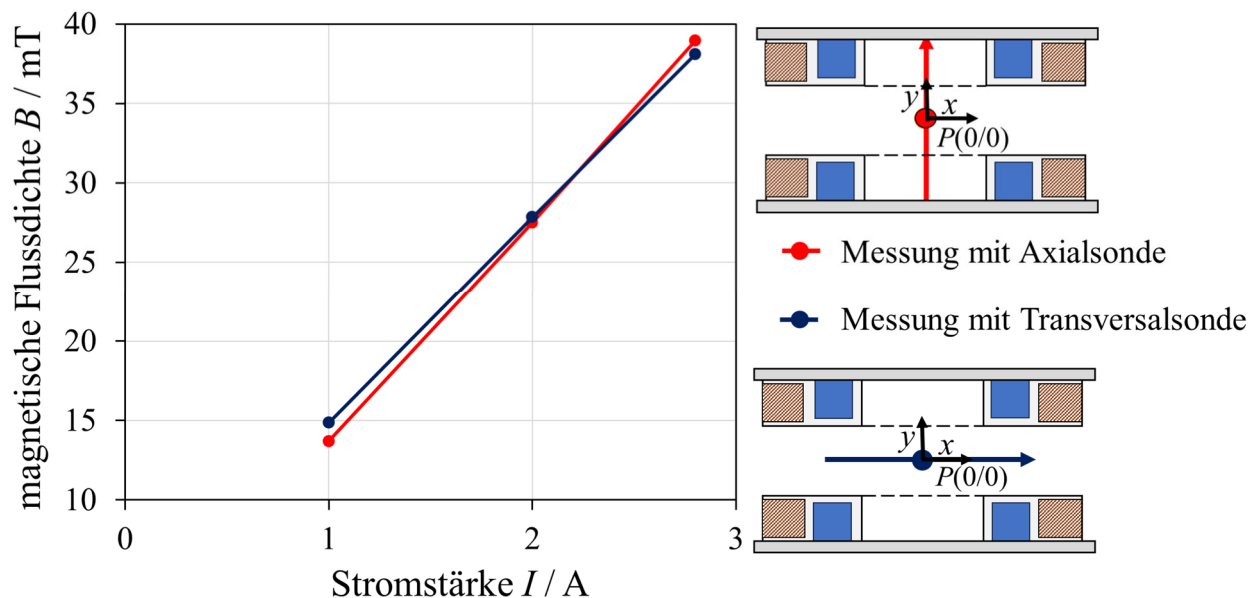 magnetische Flussdichte B / mT
40
35
30
25
20
15
10
0
1
2
3
Stromstärke I / A
y
x
P(0/0)
Messung mit Axialsonde
Messung mit Transversalsonde
y
x
P(0/0)